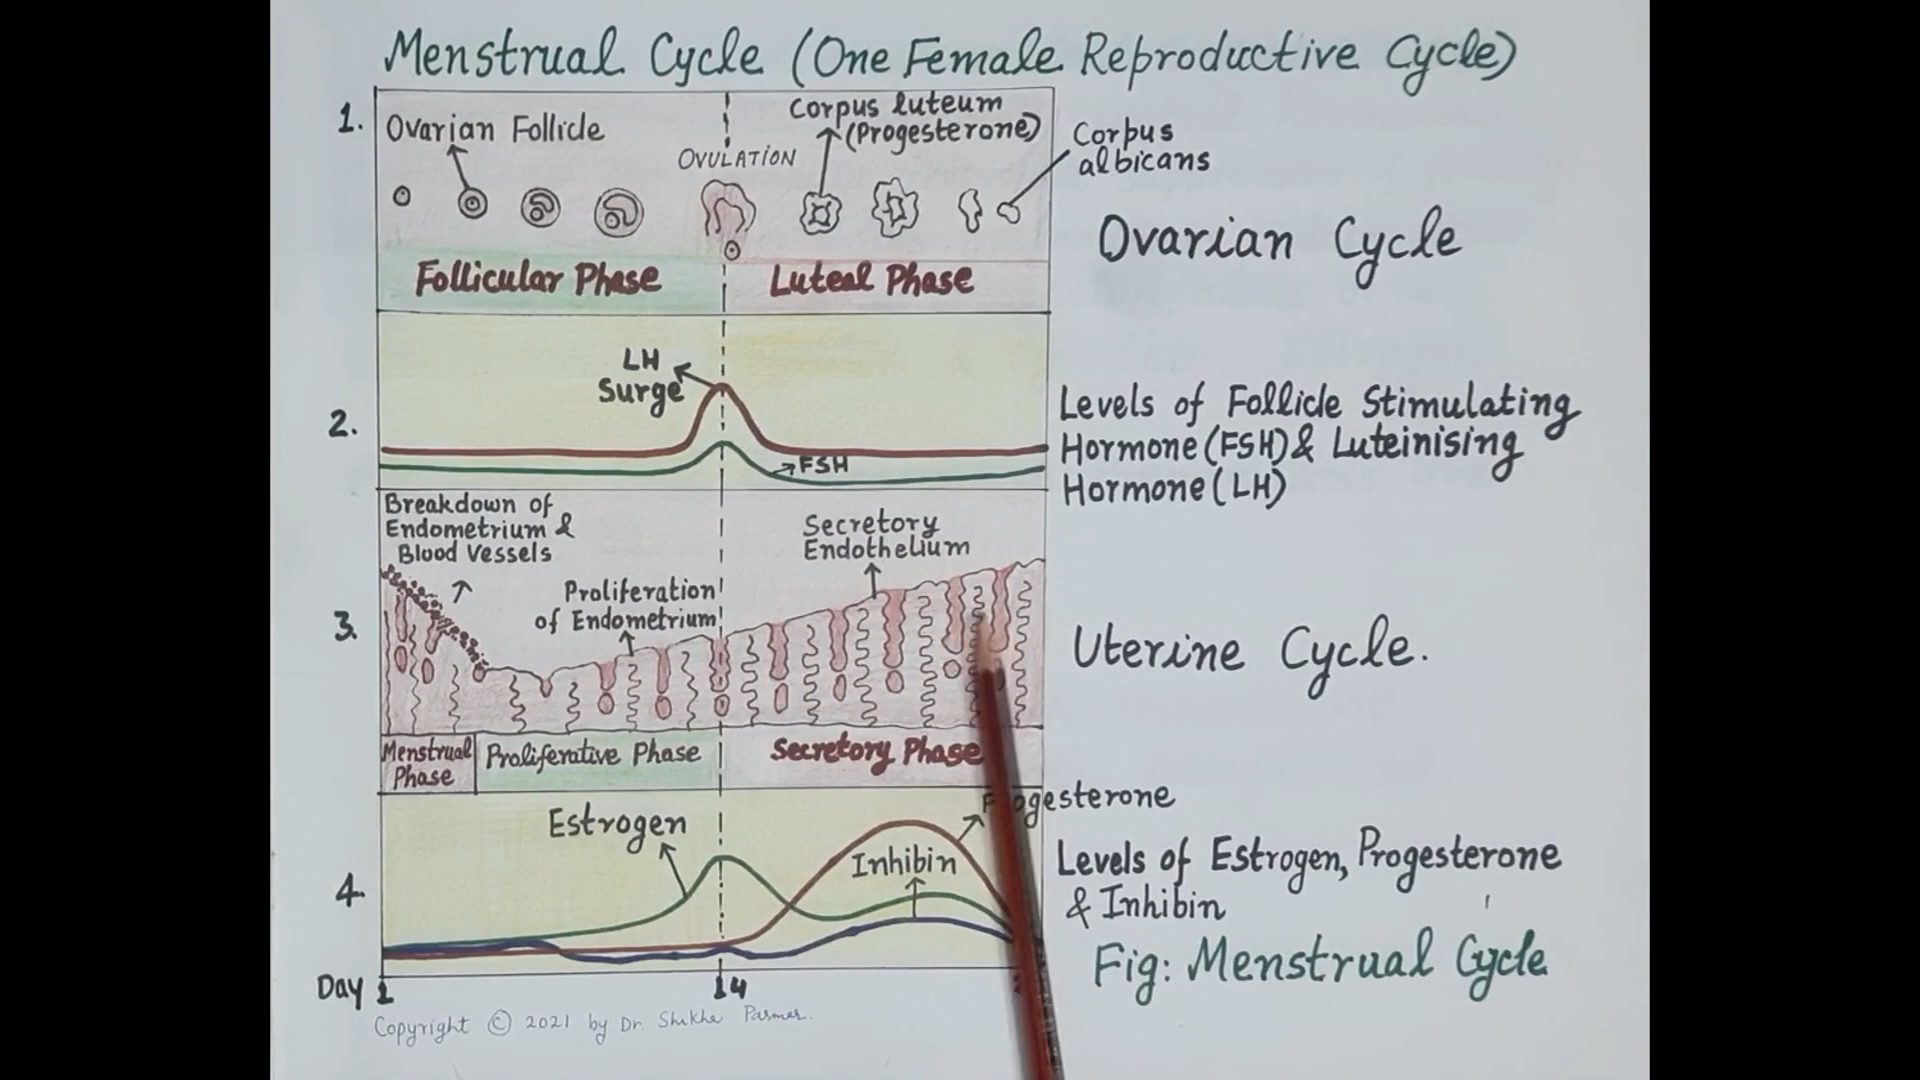 Menstrual Cycle (One Female Reproductive Cycle)
1.
Ovarian Follicle
OVULATION
Corpus luteum
(Progesterone)
Corpus
albicans
Ovarian Cycle
Follicular Phase
Luteal Phase
2.
LH
Surge
FSH
Levels of Follicle Stimulating
Hormone (FSH) & Luteinising
Hormone (LH)
3.
Breakdown of
Endometrium &
Blood Vessels
Proliferation
of Endometrium
Secretory
Endothelium
Uterine Cycle.
Menstrual
Phase
Proliferative Phase
Secretory Phase
4.
Estrogen
Inhibin
Levels of Estrogen, Progesterone
& Inhibin
Day 1
14
Fig: Menstrual Cycle
Copyright © 2021 by Dr. Shikha Parmar.